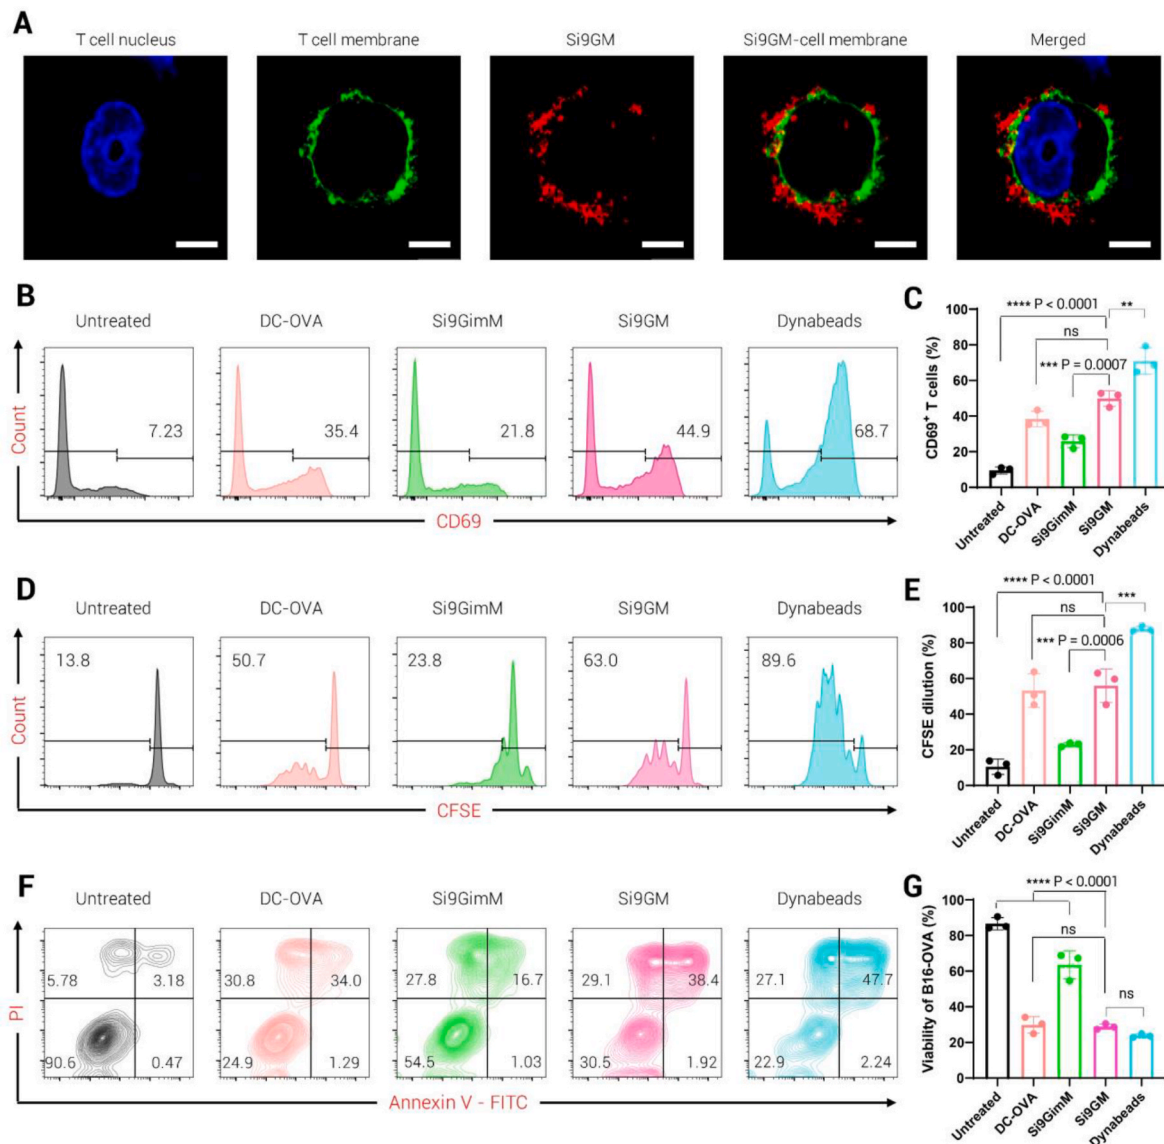 A
T cell nucleus T cell membrane Si9GM Si9GM-cell membrane Merged
B
Untreated DC-OVA Si9GimM Si9GM Dynabeads
Count
7.23 35.4 21.8 44.9 68.7
CD69
C
**** P < 0.0001 **
ns
*** P = 0.0007
CD69+ T cells (%)
100
80
60
40
20
0
Untreated DC-OVA Si9GimM Si9GM Dynabeads
D
Untreated DC-OVA Si9GimM Si9GM Dynabeads
Count
13.8 50.7 23.8 63.0 89.6
CFSE
E
**** P < 0.0001
ns ***
*** P = 0.0006
CFSE dilution (%)
100
80
60
40
20
0
Untreated DC-OVA Si9GimM Si9GM Dynabeads
F
Untreated DC-OVA Si9GimM Si9GM Dynabeads
PI
5.78 3.18 30.8 34.0 27.8 16.7 29.1 38.4 27.1 47.7
90.6 0.47 24.9 1.29 54.5 1.03 30.5 1.92 22.9 2.24
Annexin V - FITC
G
**** P < 0.0001
ns
ns
Viability of B16-OVA (%)
100
80
60
40
20
0
Untreated DC-OVA Si9GimM Si9GM Dynabeads